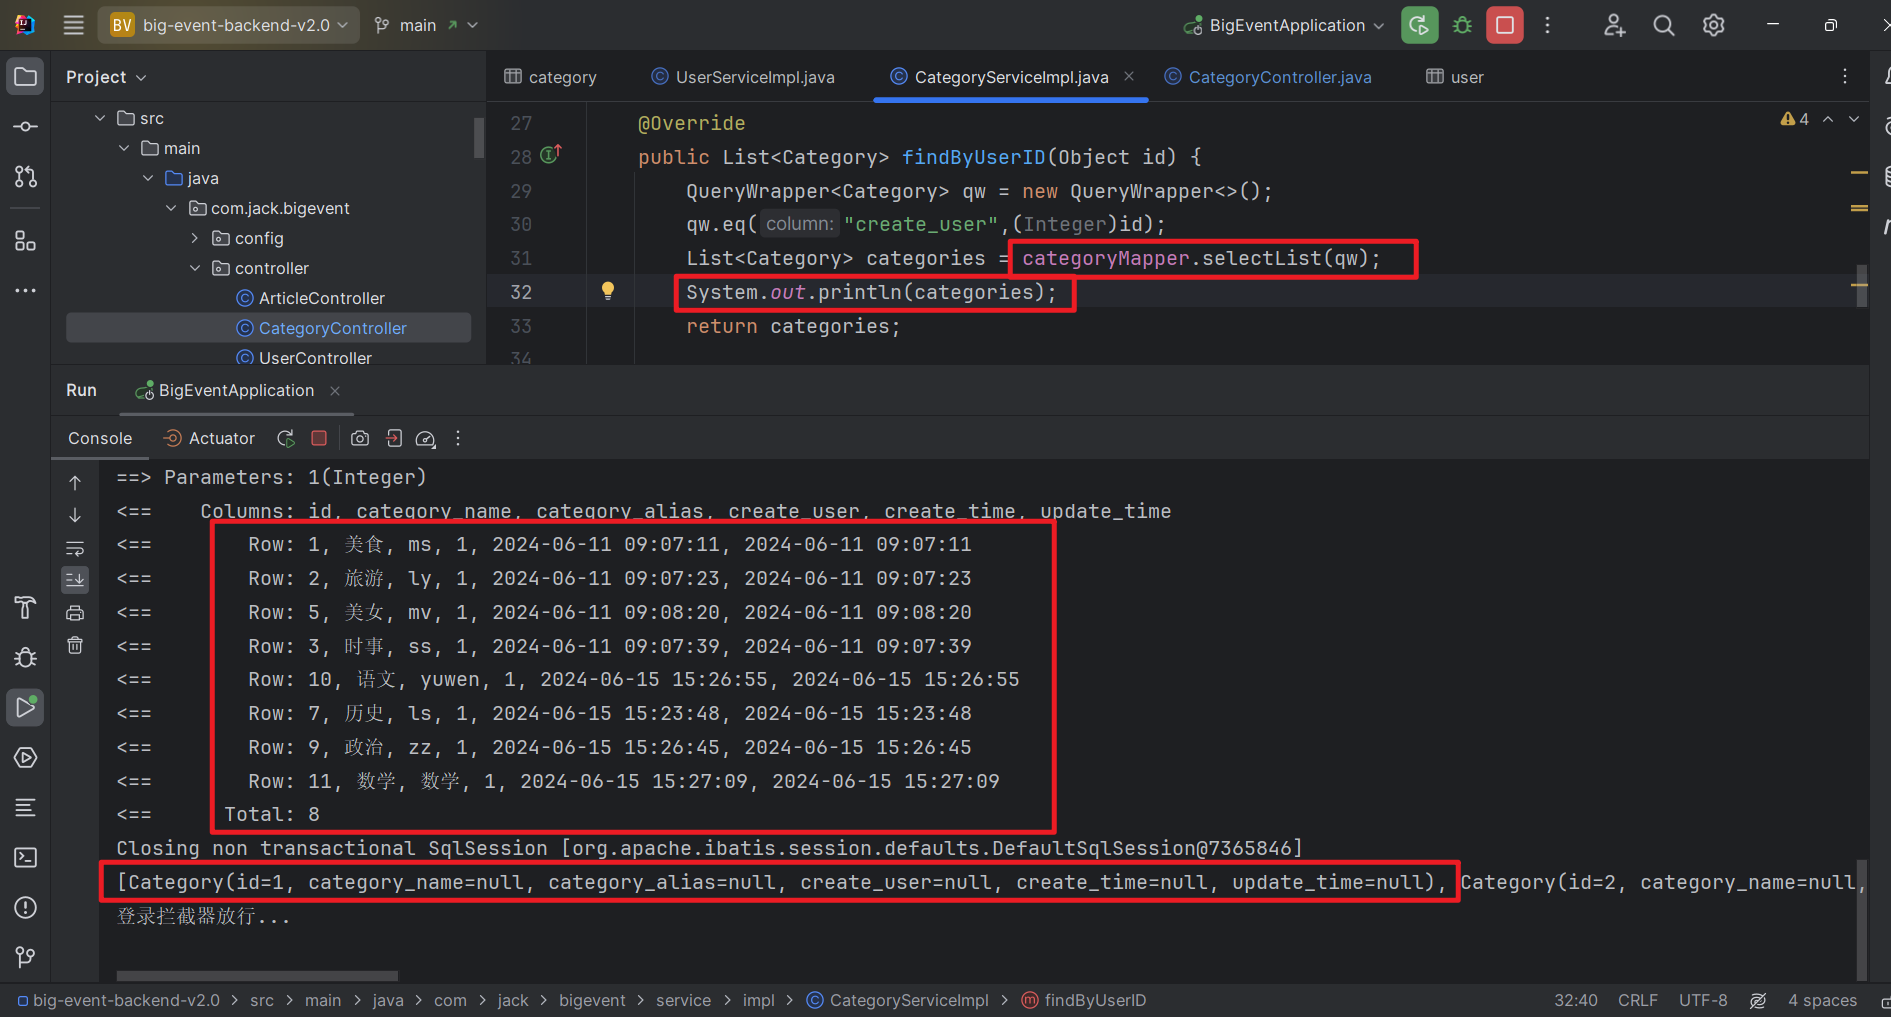 BV big-event-backend-v2.0 main BigEventApplication
Project
category UserServiceImpl.java CategoryServiceImpl.java CategoryController.java user
src
main
java
com.jack.bigevent
config
controller
ArticleController
CategoryController
UserController
4
27 @Override
28 public List<Category> findByUserID(Object id) {
29 QueryWrapper<Category> qw = new QueryWrapper<>();
30 qw.eq( column: "create_user",(Integer)id);
31 List<Category> categories = categoryMapper.selectList(qw);
32 System.out.println(categories);
33 return categories;
34
Run BigEventApplication
Console Actuator
==> Parameters: 1(Integer)
<== Columns: id, category_name, category_alias, create_user, create_time, update_time
<== Row: 1, 美食, ms, 1, 2024-06-11 09:07:11, 2024-06-11 09:07:11
<== Row: 2, 旅游, ly, 1, 2024-06-11 09:07:23, 2024-06-11 09:07:23
<== Row: 5, 美女, mv, 1, 2024-06-11 09:08:20, 2024-06-11 09:08:20
<== Row: 3, 时事, ss, 1, 2024-06-11 09:07:39, 2024-06-11 09:07:39
<== Row: 10, 语文, yuwen, 1, 2024-06-15 15:26:55, 2024-06-15 15:26:55
<== Row: 7, 历史, ls, 1, 2024-06-15 15:23:48, 2024-06-15 15:23:48
<== Row: 9, 政治, zz, 1, 2024-06-15 15:26:45, 2024-06-15 15:26:45
<== Row: 11, 数学, 数学, 1, 2024-06-15 15:27:09, 2024-06-15 15:27:09
<== Total: 8
Closing non transactional SqlSession [org.apache.ibatis.session.defaults.DefaultSqlSession@7365846]
[Category(id=1, category_name=null, category_alias=null, create_user=null, create_time=null, update_time=null), Category(id=2, category_name=null,
登录拦截器放行...
big-event-backend-v2.0 > src > main > java > com > jack > bigevent > service > impl > CategoryServiceImpl > findByUserID 32:40 CRLF UTF-8 4 spaces